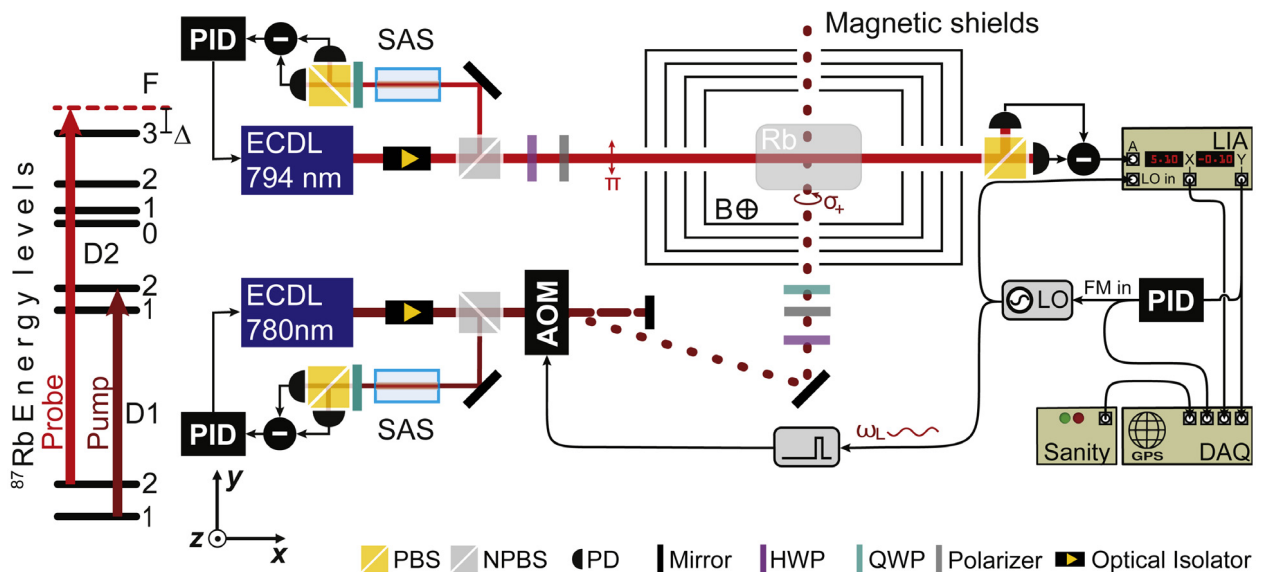 Magnetic shields
PID
SAS
F
3
Δ
ECDL
794 nm
π
Rb
σ+
B
LIA
A
5.10
X
-0.10
Y
LO in
2
1
0
D2
2
1
ECDL
780nm
AOM
LO
FM in
PID
⁸⁷Rb Energy levels
Probe
Pump
D1
PID
SAS
ωL
Sanity
GPS
DAQ
2
1
y
z
x
PBS
NPBS
PD
Mirror
HWP
QWP
Polarizer
Optical Isolator